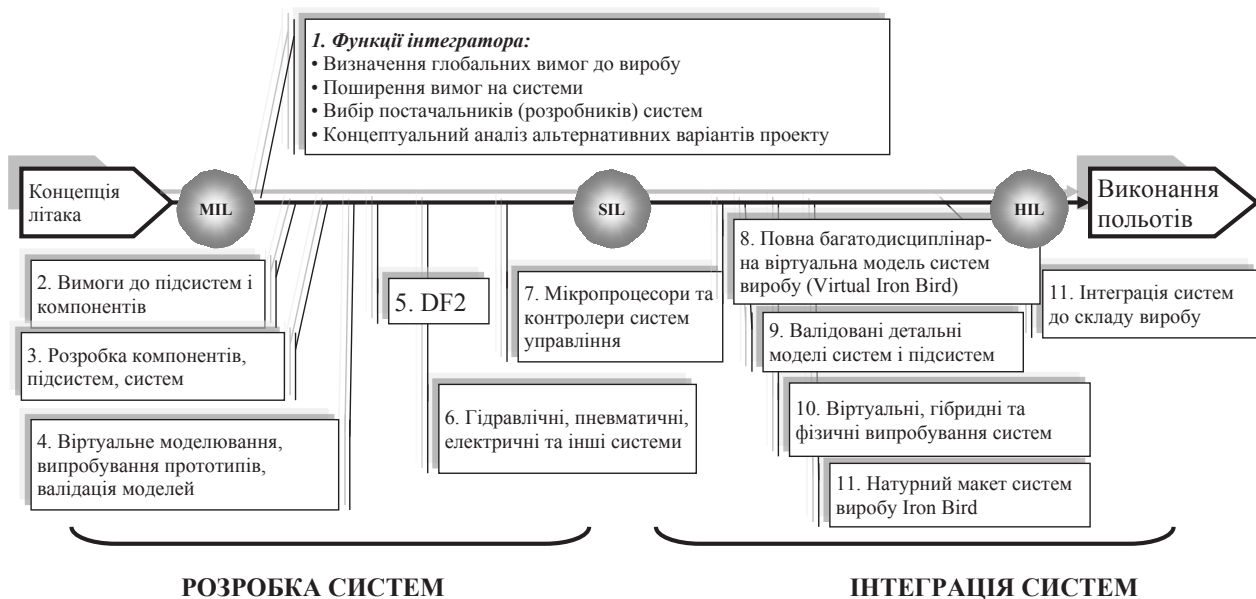 1. Функції інтегратора:
• Визначення глобальних вимог до виробу
• Поширення вимог на системи
• Вибір постачальників (розробників) систем
• Концептуальний аналіз альтернативних варіантів проекту
Концепція
літака
MIL
SIL
HIL
Виконання
польотів
2. Вимоги до підсистем і
компонентів
3. Розробка компонентів,
підсистем, систем
4. Віртуальне моделювання,
випробування прототипів,
валідація моделей
5. DF2
6. Гідравлічні, пневматичні,
електричні та інші системи
7. Мікропроцесори та
контролери систем
управління
8. Повна багатодисциплінар-
на віртуальна модель систем
виробу (Virtual Iron Bird)
9. Валідовані детальні
моделі систем і підсистем
10. Віртуальні, гібридні та
фізичні випробування систем
11. Натурний макет систем
виробу Iron Bird
11. Інтеграція систем
до складу виробу
РОЗРОБКА СИСТЕМ
ІНТЕГРАЦІЯ СИСТЕМ